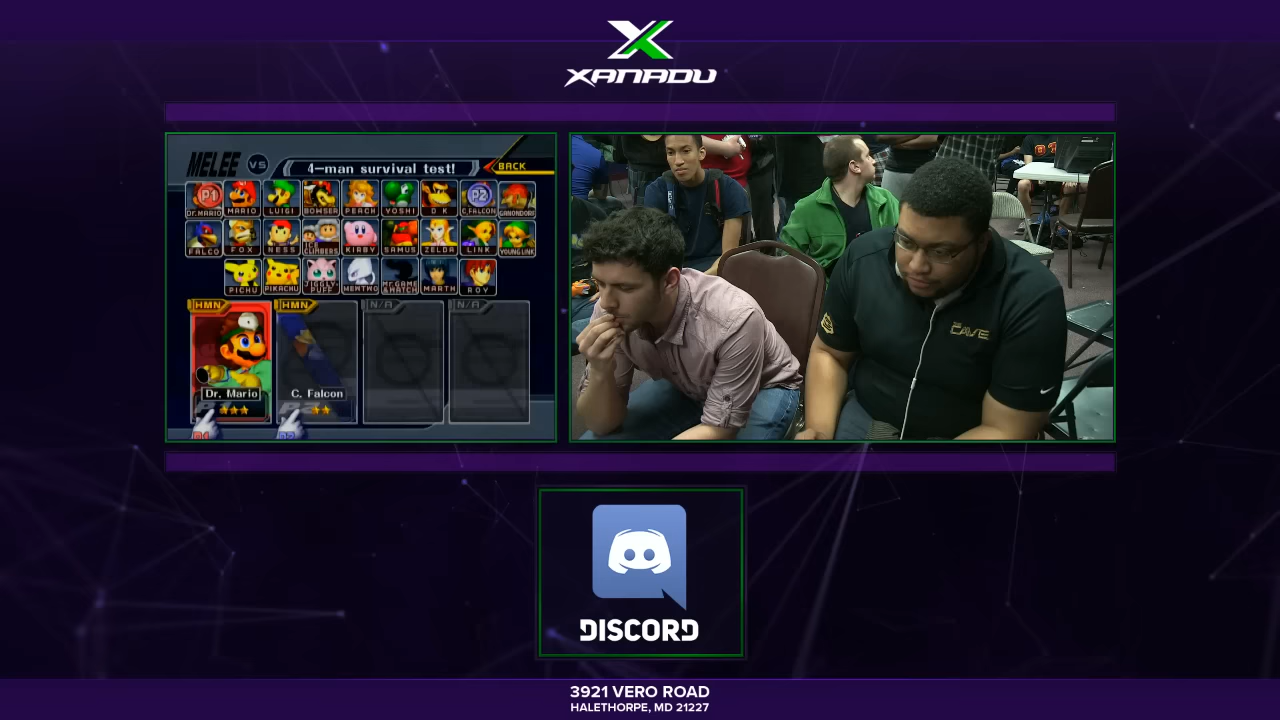 XANADU
MELEE VS 4-man survival test! BACK
P1 P2
DR.MARIO MARIO LUIGI BOWSER PEACH YOSHI D K C.FALCON GANONDORF
FALCO FOX NESS ICE CLIMBERS KIRBY SAMUS ZELDA LINK YOUNG LINK
PICHU PIKACHU JIGGLY-PUFF MEWTWO MR.GAME &WATCH MARTH ROY
HMN HMN N/A N/A
Dr. Mario C. Falcon
CAVE
DISCORD
3921 VERO ROAD
HALETHORPE, MD 21227